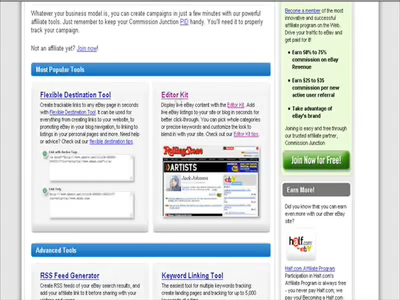 Whatever your business model is, you can create campaigns in just a few minutes with our powerful
affiliate tools. Just remember to keep your Commission Junction PID handy. You'll need it to properly
track your campaign.
Not an affiliate yet? Join now!
Most Popular Tools
Flexible Destination Tool
Create trackable links to any eBay page in seconds
with Flexible Destination Tool. It can be used for
everything from creating links to your website, to
promoting eBay in your blog navigation, to linking to
listings in your personal pages and more. Need help
or advice? Check out our flexible destination tips.
Editor Kit
Display live eBay content with the Editor Kit. Add
live eBay listings to your site or blog in seconds for
better click-through. You can pick whole categories
or precise keywords and customize the look to
blend in with your site. Check out our Editor Kit tips.
RollingStone
ARTISTS
Jack Johnson
Advanced Tools
RSS Feed Generator
Create RSS feeds of your eBay search results, and
add your affiliate link to it before sharing with your
Keyword Linking Tool
The easiest tool for multiple keywords tracking
create landing pages and tracking for up to 5,000
Become a member of the most
innovative and successful
affiliate program on the Web.
Drive your traffic to eBay and
get paid for it!
• Earn 50% to 75%
commission on eBay
Revenue
• Earn $25 to $35
commission per new
active user referral
• Take advantage of
eBay's brand
Joining is easy and free
through our trusted affiliate partner,
Commission Junction
Join Now for Free!
Earn More!
Did you know that you can earn
even more with our other eBay
site?
half.com
by ebY
Half.com Affiliate Program
Participation in Half.com's
Affiliate Program is always free
- you never pay Half.com, we
pay you! Becoming a Half.com